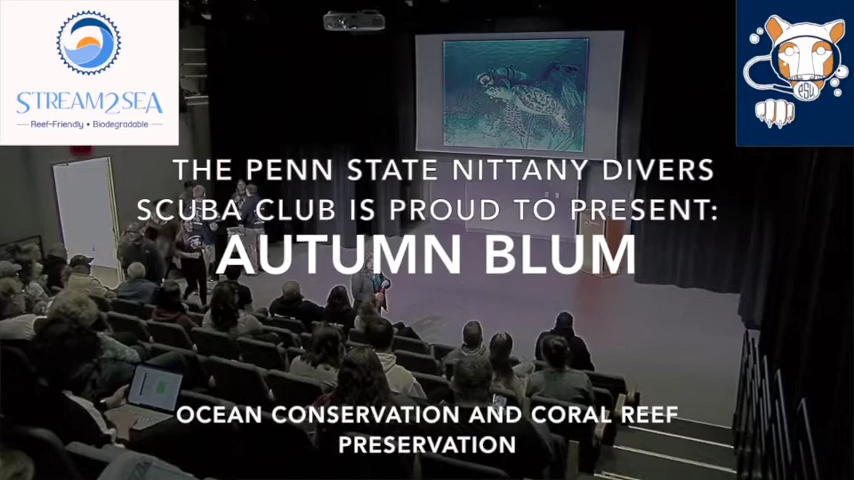 STREAM2SEA
Reef-Friendly • Biodegradable
PSU
THE PENN STATE NITTANY DIVERS
SCUBA CLUB IS PROUD TO PRESENT:
AUTUMN BLUM
OCEAN CONSERVATION AND CORAL REEF
PRESERVATION